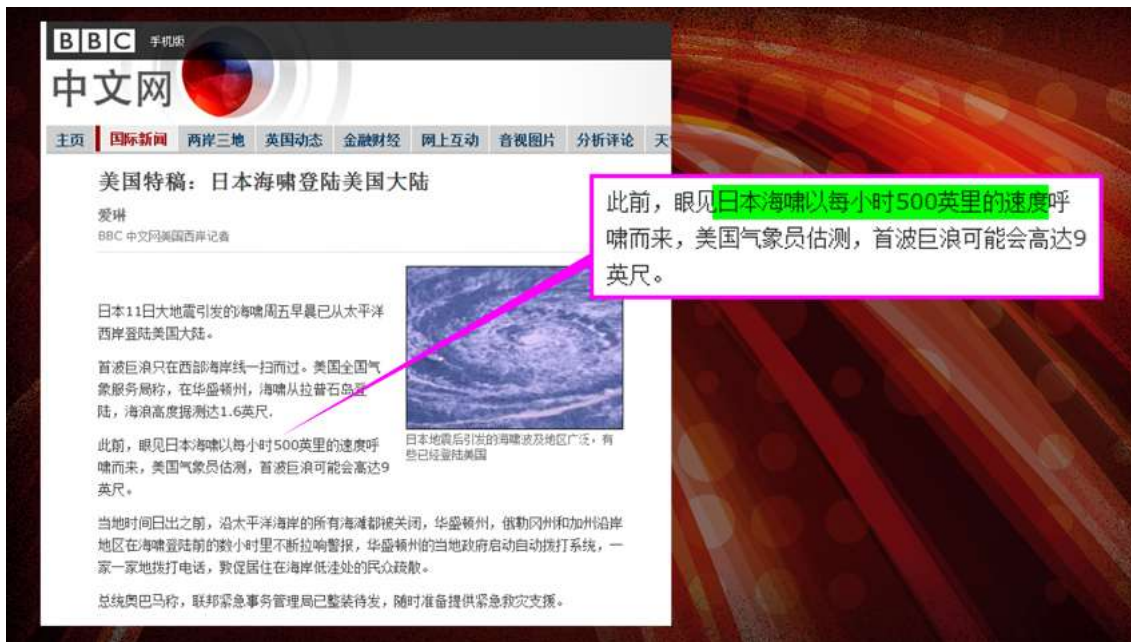 BBC 手机版
中文网
主页 国际新闻 两岸三地 英国动态 金融财经 网上互动 音视图片 分析评论 天
美国特稿：日本海啸登陆美国大陆
爱琳
BBC 中文网美国西岸记者
此前，眼见日本海啸以每小时500英里的速度呼
啸而来，美国气象员估测，首波巨浪可能会高达9
英尺。
日本11日大地震引发的海啸周五早晨已从太平洋
西岸登陆美国大陆。
首波巨浪只在西部海岸线一扫而过。美国全国气
象服务局称，在华盛顿州，海啸从拉普石岛登
陆，海浪高度据测达1.6英尺.
此前，眼见日本海啸以每小时500英里的速度呼
啸而来，美国气象员估测，首波巨浪可能会高达9
英尺。
日本地震后引发的海啸波及地区广泛，有
些已经登陆美国
当地时间日出之前，沿太平洋海岸的所有海滩都被关闭，华盛顿州，俄勒冈州和加州沿岸
地区在海啸登陆前的数小时里不断拉响警报，华盛顿州的当地政府启动自动拨打系统，一
家一家地拨打电话，敦促居住在海岸低洼处的民众疏散。
总统奥巴马称，联邦紧急事务管理局已整装待发，随时准备提供紧急救灾支援。